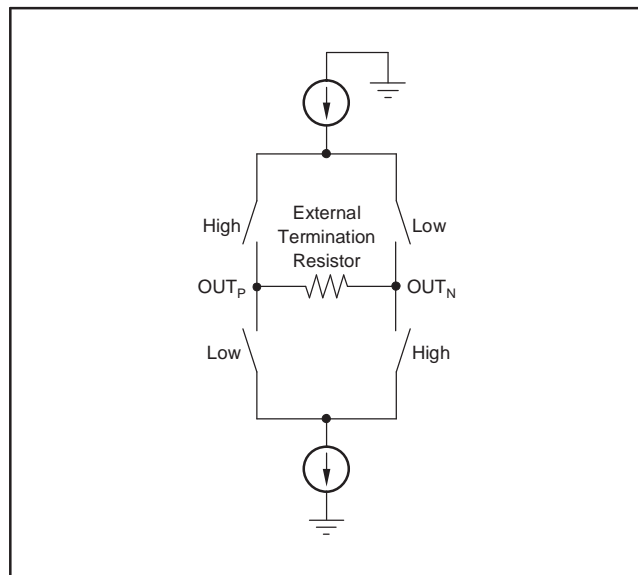 External
Termination
Resistor
High
Low
OUTP
OUTN
Low
High